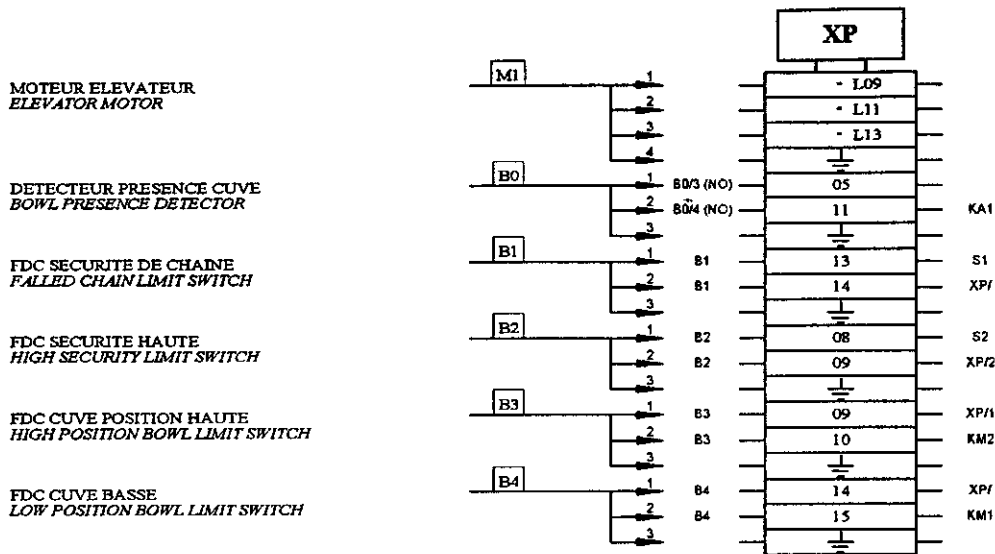 XP
MOTEUR ELEVATEUR
ELEVATOR MOTOR
M1
1 - L09
2 - L11
3 - L13
4
DETECTEUR PRESENCE CUVE
BOWL PRESENCE DETECTOR
B0
1 B0/3 (NO) 05
2 B0/4 (NO) 11 KA1
3
FDC SECURITE DE CHAINE
FALLED CHAIN LIMIT SWITCH
B1
1 B1 13 S1
2 B1 14 XP/
3
FDC SECURITE HAUTE
HIGH SECURITY LIMIT SWITCH
B2
1 B2 08 S2
2 B2 09 XP/2
3
FDC CUVE POSITION HAUTE
HIGH POSITION BOWL LIMIT SWITCH
B3
1 B3 09 XP/1
2 B3 10 KM2
3
FDC CUVE BASSE
LOW POSITION BOWL LIMIT SWITCH
B4
1 B4 14 XP/
2 B4 15 KM1
3